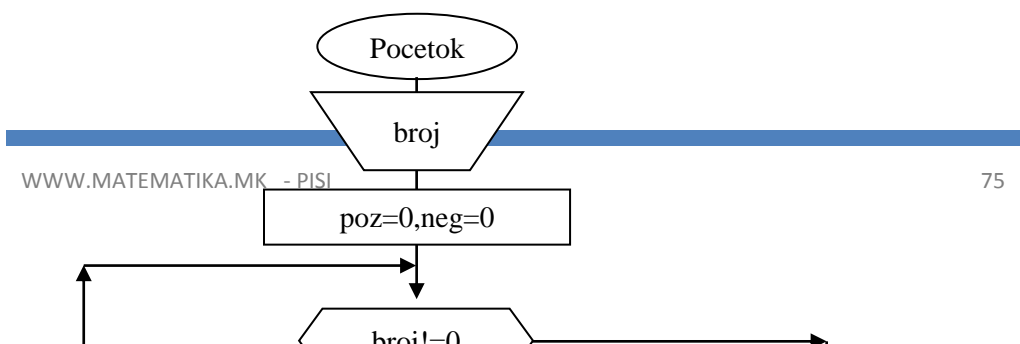 Pocetok
broj
WWW.MATEMATIKA.MK - PISI 75
poz=0,neg=0
broj!=0